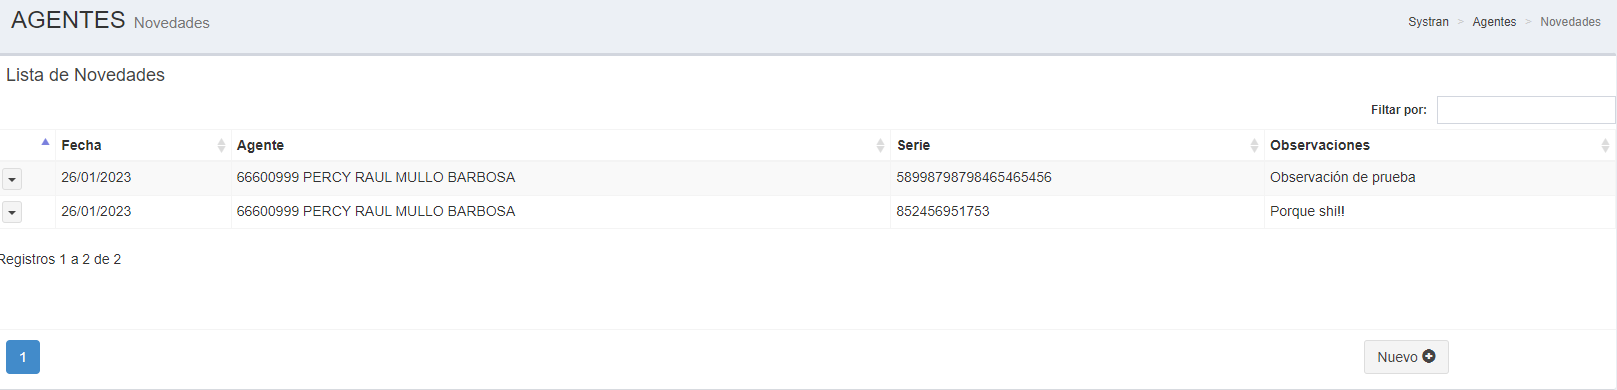 AGENTES Novedades
Systran > Agentes > Novedades
Lista de Novedades
Filtar por:
Fecha Agente Serie Observaciones
26/01/2023 66600999 PERCY RAUL MULLO BARBOSA 58998798798465465456 Observación de prueba
26/01/2023 66600999 PERCY RAUL MULLO BARBOSA 852456951753 Porque shi!!
Registros 1 a 2 de 2
1
Nuevo